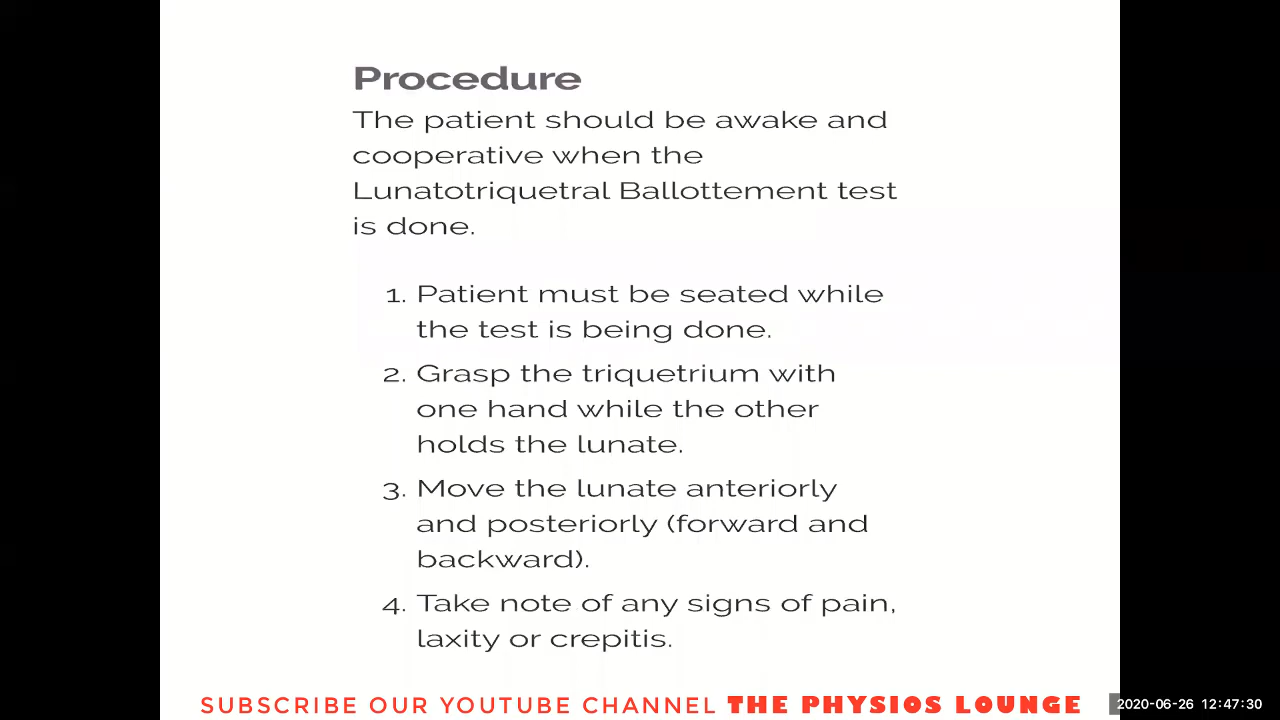 Procedure
The patient should be awake and
cooperative when the
Lunatotriquetral Ballottement test
is done.
1. Patient must be seated while
the test is being done.
2. Grasp the triquetrium with
one hand while the other
holds the lunate.
3. Move the lunate anteriorly
and posteriorly (forward and
backward).
4. Take note of any signs of pain,
laxity or crepitis.
SUBSCRIBE OUR YOUTUBE CHANNEL THE PHYSIOS LOUNGE
2020-06-26 12:47:30